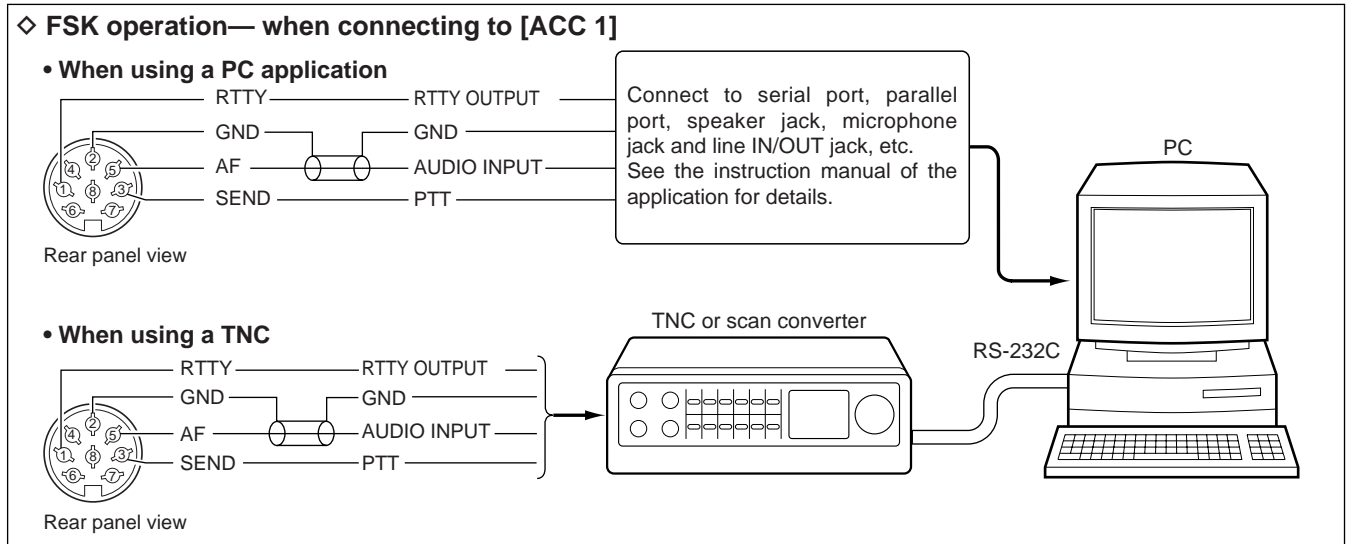 ◇ FSK operation— when connecting to [ACC 1]
• When using a PC application
RTTY RTTY OUTPUT
GND GND
AF AUDIO INPUT
SEND PTT
4 2 5
1 8 3
6 7
Rear panel view
Connect to serial port, parallel
port, speaker jack, microphone
jack and line IN/OUT jack, etc.
See the instruction manual of the
application for details.
PC
• When using a TNC
RTTY RTTY OUTPUT
GND GND
AF AUDIO INPUT
SEND PTT
4 2 5
1 8 3
6 7
Rear panel view
TNC or scan converter
RS-232C